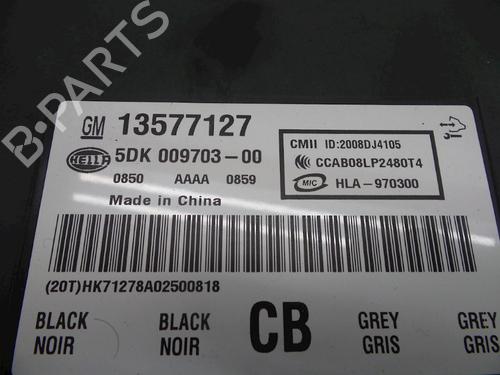 B-PARTS
GM 13577127
HELLA 5DK 009703-00
0850 AAAA 0859
Made in China
CMII ID:2008DJ4105
CCAB08LP2480T4
MIC HLA-970300
(20T)HK71278A02500818
BLACK BLACK CB GREY GREY
NOIR NOIR GRIS GRIS